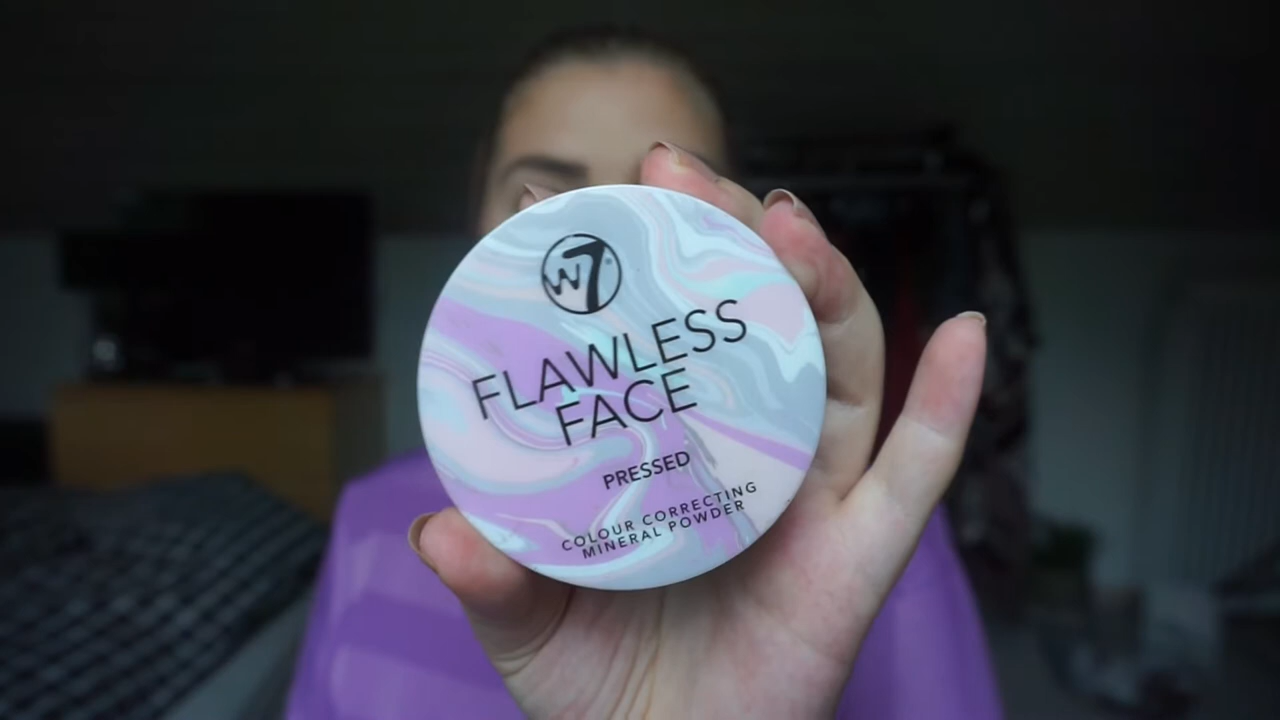 W7®
FLAWLESS
FACE
PRESSED
COLOUR CORRECTING
MINERAL POWDER